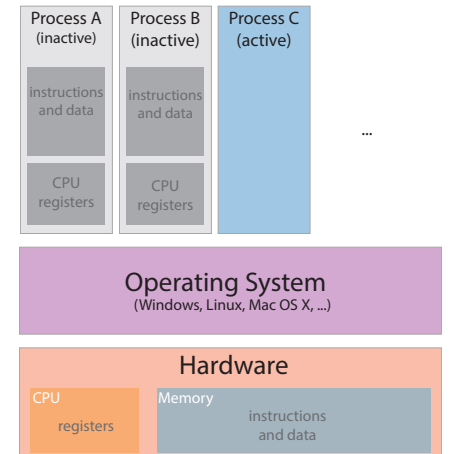 Process A
(inactive)
instructions
and data
CPU
registers
Process B
(inactive)
instructions
and data
CPU
registers
Process C
(active)
...
Operating System
(Windows, Linux, Mac OS X, ...)
Hardware
CPU
registers
Memory
instructions
and data